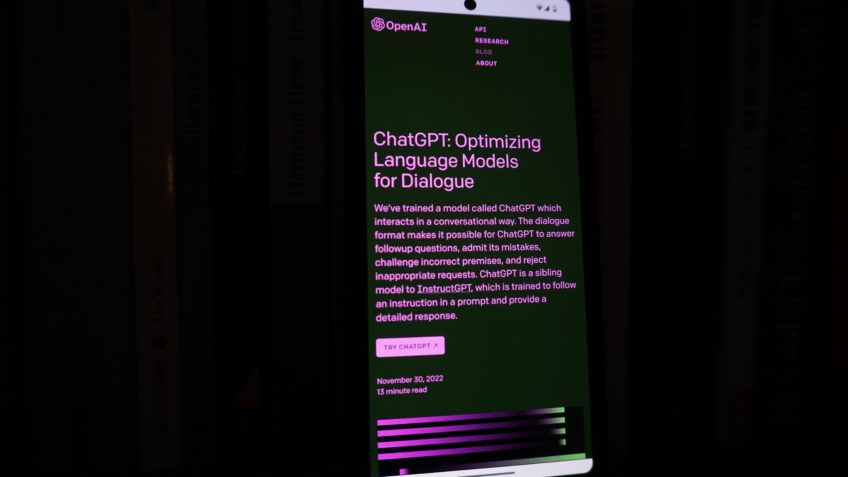 OpenAI
API
RESEARCH
BLOG
ABOUT
ChatGPT: Optimizing
Language Models
for Dialogue
We've trained a model called ChatGPT which
interacts in a conversational way. The dialogue
format makes it possible for ChatGPT to answer
followup questions, admit its mistakes,
challenge incorrect premises, and reject
inappropriate requests. ChatGPT is a sibling
model to InstructGPT, which is trained to follow
an instruction in a prompt and provide a
detailed response.
TRY CHATGPT ↗
November 30, 2022
13 minute read
Bernhard
Hermann Hesse